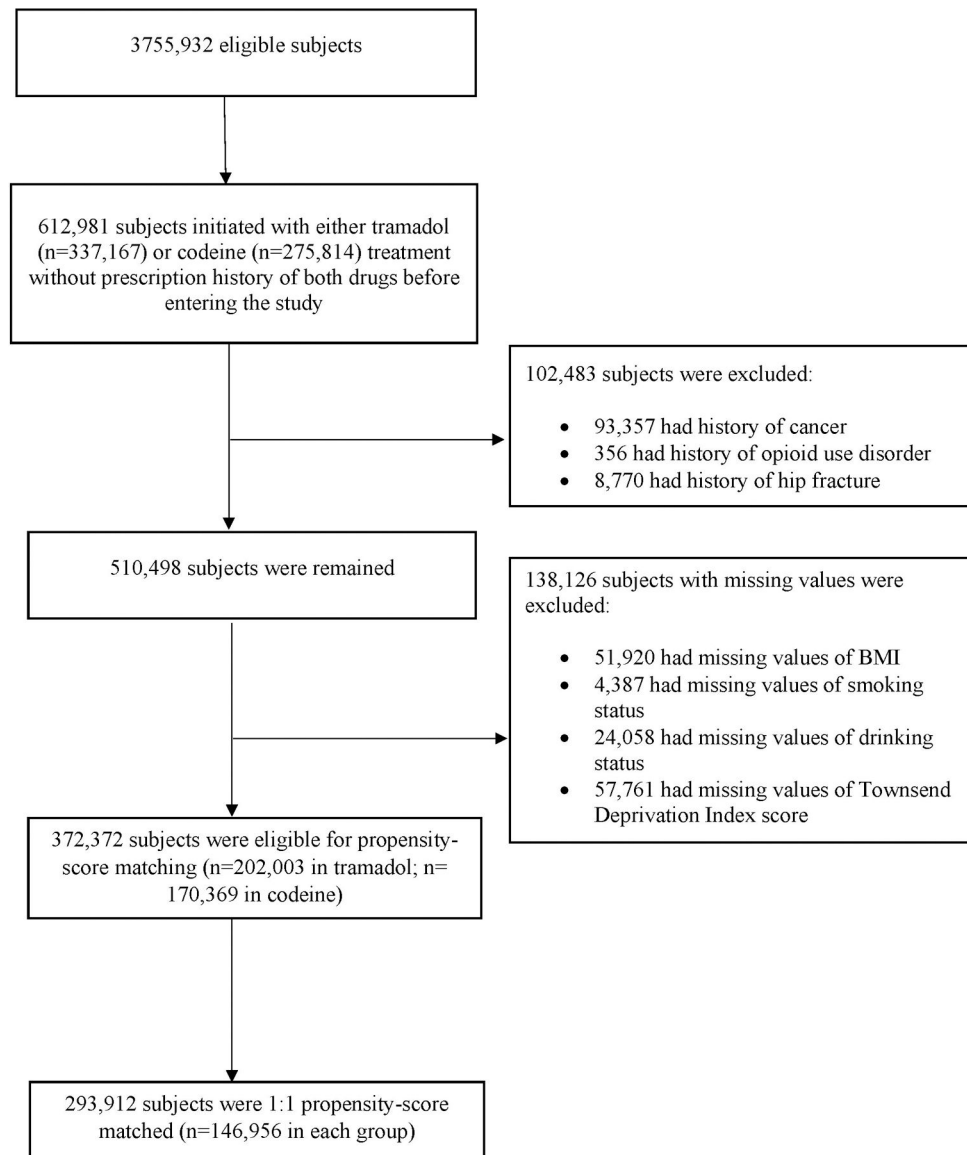 3755,932 eligible subjects
612,981 subjects initiated with either tramadol
(n=337,167) or codeine (n=275,814) treatment
without prescription history of both drugs before
entering the study
102,483 subjects were excluded:
• 93,357 had history of cancer
• 356 had history of opioid use disorder
• 8,770 had history of hip fracture
510,498 subjects were remained
138,126 subjects with missing values were
excluded:
• 51,920 had missing values of BMI
• 4,387 had missing values of smoking
status
• 24,058 had missing values of drinking
status
• 57,761 had missing values of Townsend
Deprivation Index score
372,372 subjects were eligible for propensity-
score matching (n=202,003 in tramadol; n=
170,369 in codeine)
293,912 subjects were 1:1 propensity-score
matched (n=146,956 in each group)